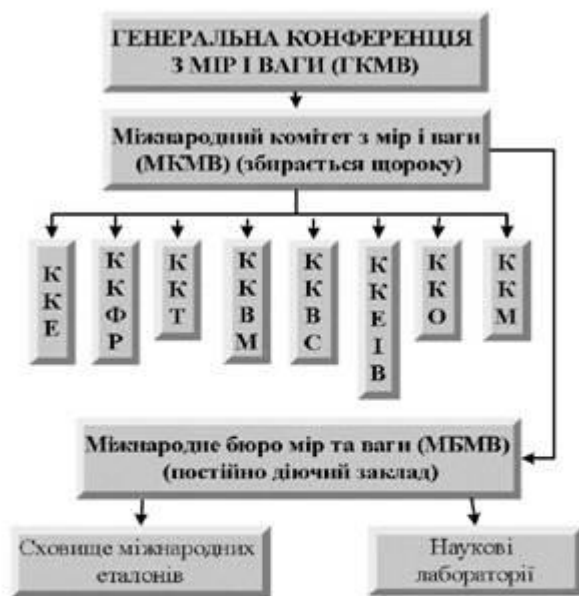 ГЕНЕРАЛЬНА КОНФЕРЕНЦІЯ
З МІР І ВАГИ (ГКМВ)
Міжнародний комітет з мір і ваги
(МКМВ) (збирається щороку)
ККЕ
ККФР
ККТ
ККВМ
ККВС
ККЕІВ
ККО
ККМ
Міжнародне бюро мір та ваги (МБМВ)
(постійно діючий заклад)
Сховище міжнародних
еталонів
Наукові
лабораторії